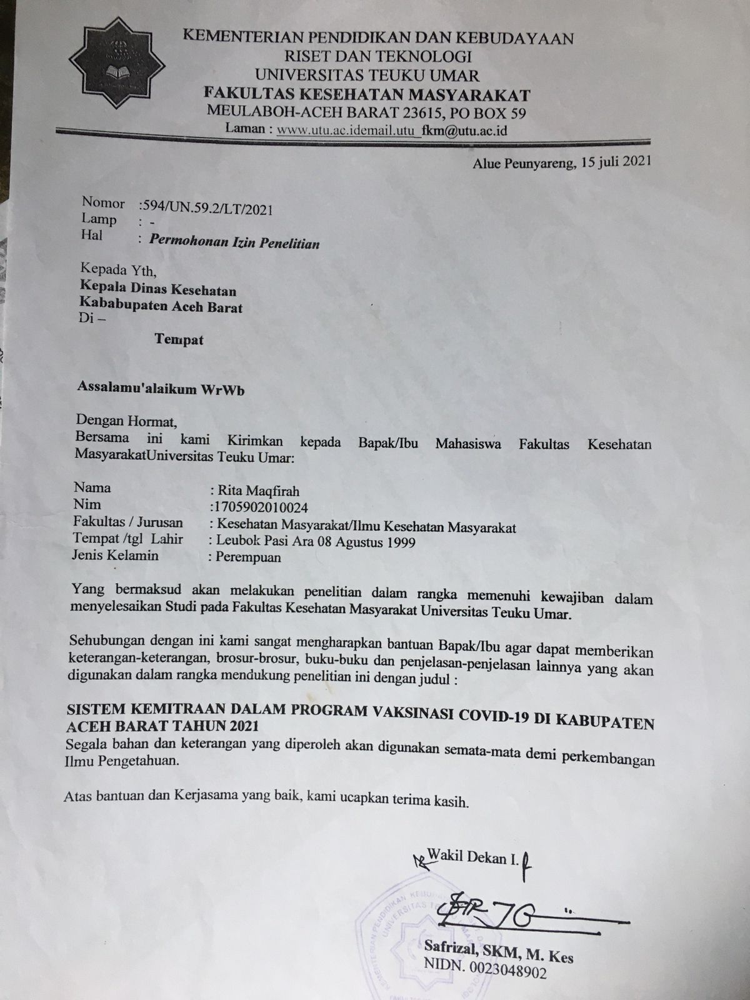 KEMENTERIAN PENDIDIKAN DAN KEBUDAYAAN
RISET DAN TEKNOLOGI
UNIVERSITAS TEUKU UMAR
FAKULTAS KESEHATAN MASYARAKAT
MEULABOH-ACEH BARAT 23615, PO BOX 59
Laman : www.utu.ac.idemail.utu_fkm@utu.ac.id
Alue Peunyareng, 15 juli 2021
Nomor :594/UN.59.2/LT/2021
Lamp : -
Hal : Permohonan Izin Penelitian
Kepada Yth,
Kepala Dinas Kesehatan
Kababupaten Aceh Barat
Di –
Tempat
Assalamu'alaikum WrWb
Dengan Hormat,
Bersama ini kami Kirimkan kepada Bapak/Ibu Mahasiswa Fakultas Kesehatan
MasyarakatUniversitas Teuku Umar:
Nama : Rita Maqfirah
Nim :1705902010024
Fakultas / Jurusan : Kesehatan Masyarakat/Ilmu Kesehatan Masyarakat
Tempat /tgl Lahir : Leubok Pasi Ara 08 Agustus 1999
Jenis Kelamin : Perempuan
Yang bermaksud akan melakukan penelitian dalam rangka memenuhi kewajiban dalam
menyelesaikan Studi pada Fakultas Kesehatan Masyarakat Universitas Teuku Umar.
Sehubungan dengan ini kami sangat mengharapkan bantuan Bapak/Ibu agar dapat memberikan
keterangan-keterangan, brosur-brosur, buku-buku dan penjelasan-penjelasan lainnya yang akan
digunakan dalam rangka mendukung penelitian ini dengan judul :
SISTEM KEMITRAAN DALAM PROGRAM VAKSINASI COVID-19 DI KABUPATEN
ACEH BARAT TAHUN 2021
Segala bahan dan keterangan yang diperoleh akan digunakan semata-mata demi perkembangan
Ilmu Pengetahuan.
Atas bantuan dan Kerjasama yang baik, kami ucapkan terima kasih.
Wakil Dekan I.
KEMENTERIAN PENDIDIKAN
UNIVERSITAS
Safrizal, SKM, M. Kes
NIDN. 0023048902